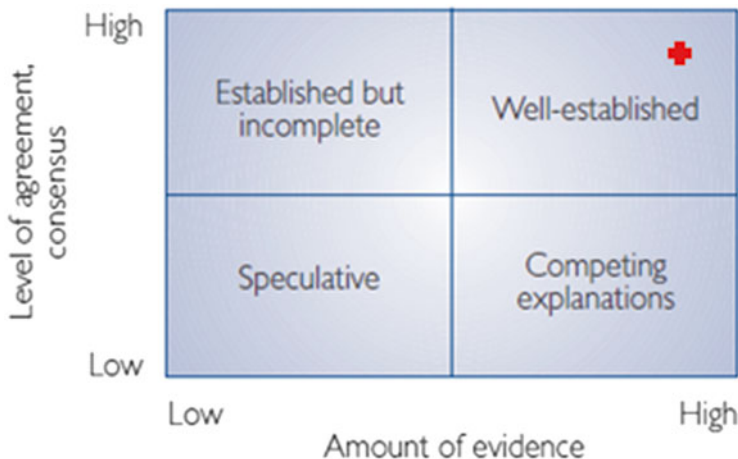 High
Level of agreement,
consensus
Established but
incomplete
Well-established
Speculative
Competing
explanations
Low
Low
High
Amount of evidence